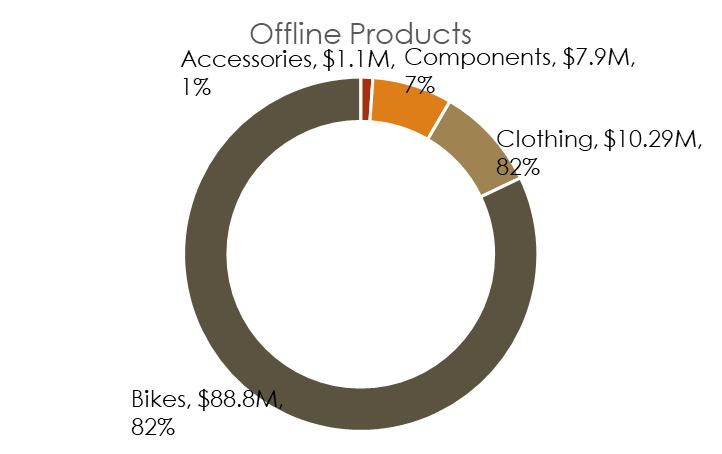 Offline Products
Accessories, $1.1M,
1%
Components, $7.9M,
7%
Clothing, $10.29M,
82%
Bikes, $88.8M,
82%